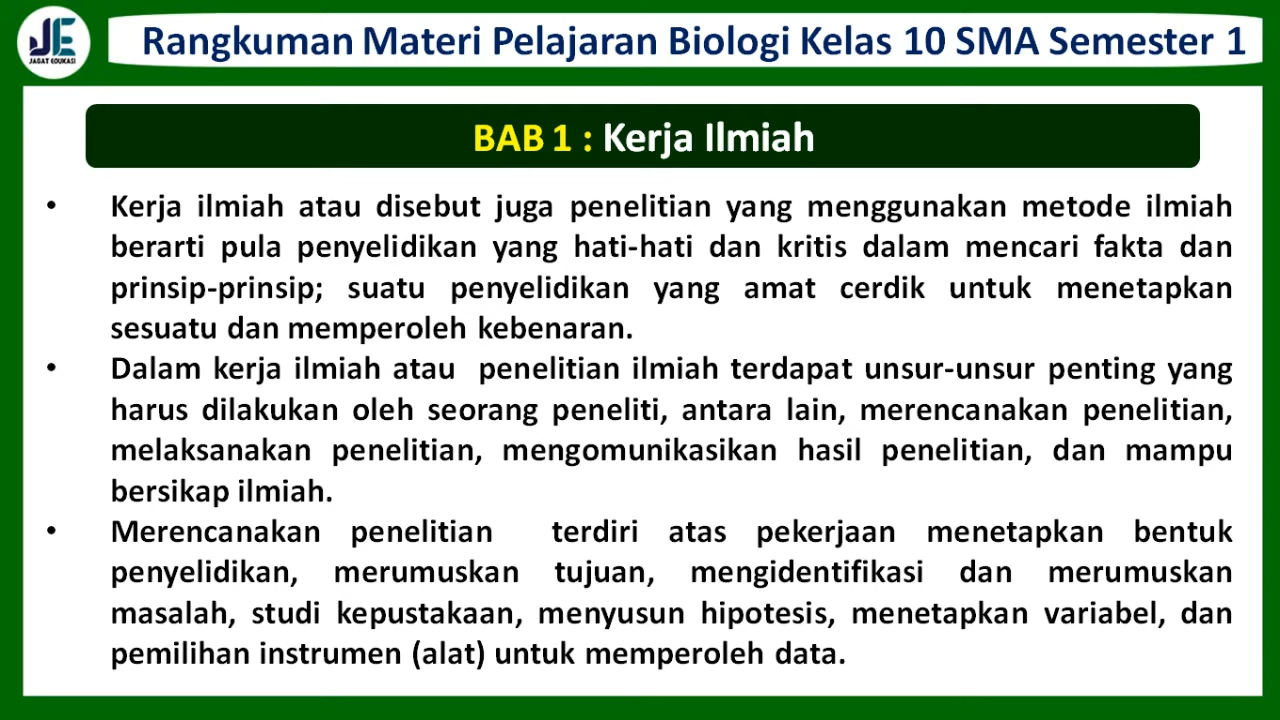 JE
JAGAT EDUKASI
Rangkuman Materi Pelajaran Biologi Kelas 10 SMA Semester 1
BAB 1 : Kerja Ilmiah
• Kerja ilmiah atau disebut juga penelitian yang menggunakan metode ilmiah
berarti pula penyelidikan yang hati-hati dan kritis dalam mencari fakta dan
prinsip-prinsip; suatu penyelidikan yang amat cerdik untuk menetapkan
sesuatu dan memperoleh kebenaran.
• Dalam kerja ilmiah atau penelitian ilmiah terdapat unsur-unsur penting yang
harus dilakukan oleh seorang peneliti, antara lain, merencanakan penelitian,
melaksanakan penelitian, mengomunikasikan hasil penelitian, dan mampu
bersikap ilmiah.
• Merencanakan penelitian terdiri atas pekerjaan menetapkan bentuk
penyelidikan, merumuskan tujuan, mengidentifikasi dan merumuskan
masalah, studi kepustakaan, menyusun hipotesis, menetapkan variabel, dan
pemilihan instrumen (alat) untuk memperoleh data.